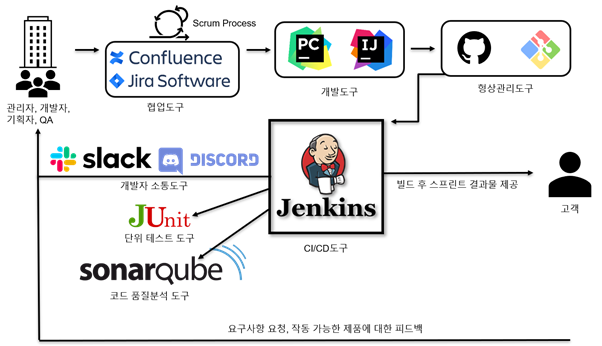 Scrum Process
Confluence
Jira Software
협업도구
PC
IJ
개발도구
형상관리도구
관리자, 개발자,
기획자, QA
slack
DISCORD
개발자 소통도구
Jenkins
CI/CD도구
빌드 후 스프린트 결과물 제공
고객
JUnit
단위 테스트 도구
sonarqube
코드 품질분석 도구
요구사항 요청, 작동 가능한 제품에 대한 피드백